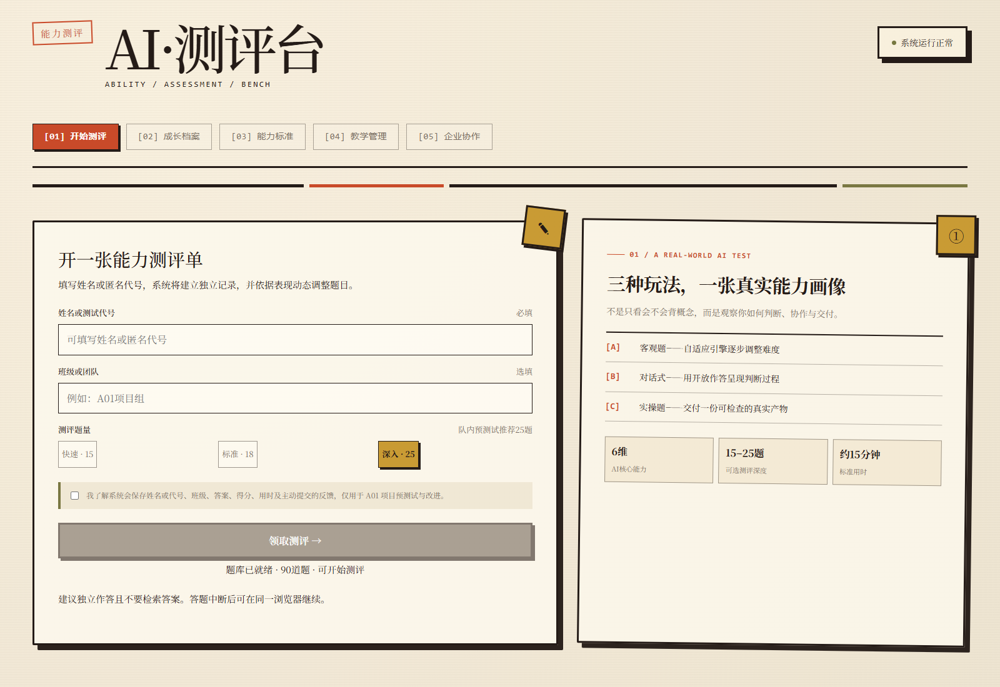 能力测评
AI·测评台
ABILITY / ASSESSMENT / BENCH
系统运行正常
[01] 开始测评
[02] 成长档案
[03] 能力标准
[04] 教学管理
[05] 企业协作
开一张能力测评单
填写姓名或匿名代号，系统将建立独立记录，并依据表现动态调整题目。
姓名或测试代号
必填
可填写姓名或匿名代号
班级或团队
选填
例如：A01项目组
测评题量
队内预测试推荐25题
快速 · 15
标准 · 18
深入 · 25
我了解系统会保存姓名或代号、班级、答案、得分、用时及主动提交的反馈，仅用于 A01 项目预测试与改进。
领取测评 →
题库已就绪 · 90道题 · 可开始测评
建议独立作答且不要检索答案。答题中断后可在同一浏览器继续。
①
01 / A REAL-WORLD AI TEST
三种玩法，一张真实能力画像
不是只看会不会背概念，而是观察你如何判断、协作与交付。
[A] 客观题——自适应引擎逐步调整难度
[B] 对话式——用开放作答呈现判断过程
[C] 实操题——交付一份可检查的真实产物
6维
AI核心能力
15–25题
可选测评深度
约15分钟
标准用时